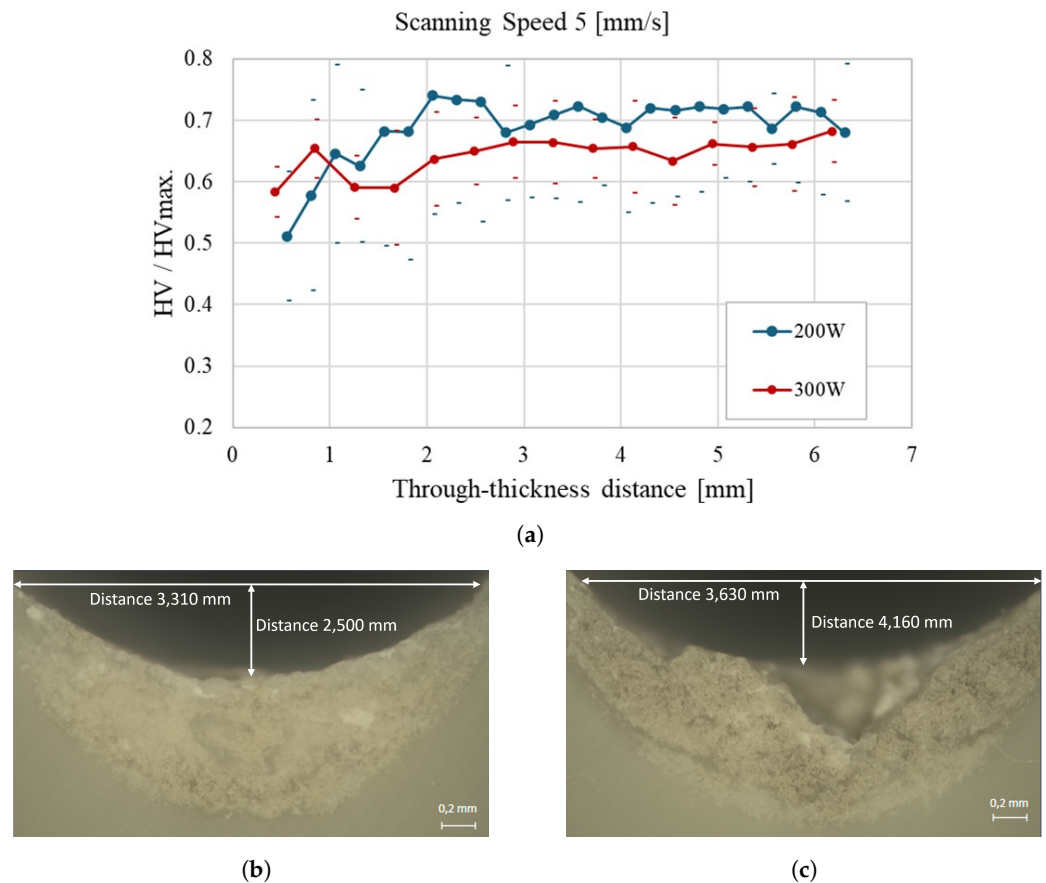 Scanning Speed 5 [mm/s]
HV / HVmax.
0.8
0.7
0.6
0.5
0.4
0.3
0.2
200W
300W
0 1 2 3 4 5 6 7
Through-thickness distance [mm]
(a)
Distance 3,310 mm
Distance 2,500 mm
0,2 mm
Distance 3,630 mm
Distance 4,160 mm
0,2 mm
(b) (c)